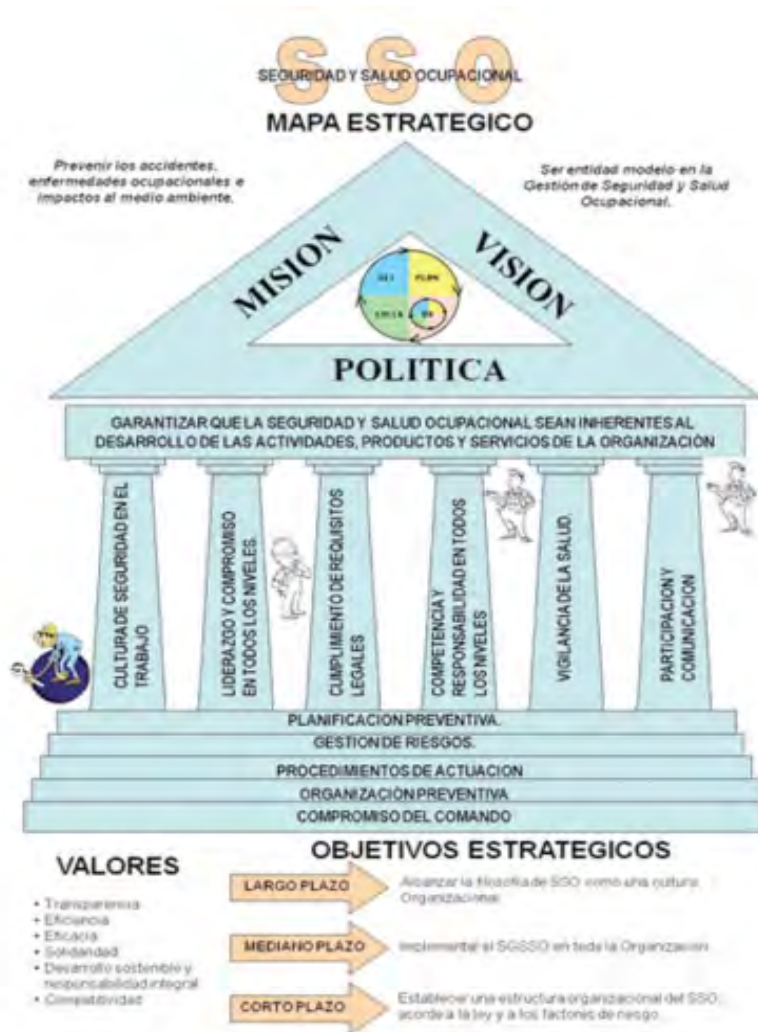 SSO
SEGURIDAD Y SALUD OCUPACIONAL
MAPA ESTRATEGICO
Prevenir los accidentes,
enfermedades ocupacionales e
impactos al medio ambiente.
Ser entidad modelo en la
Gestión de Seguridad y Salud
Ocupacional.
MISION
VISION
POLITICA
GARANTIZAR QUE LA SEGURIDAD Y SALUD OCUPACIONAL SEAN INHERENTES AL
DESARROLLO DE LAS ACTIVIDADES, PRODUCTOS Y SERVICIOS DE LA ORGANIZACIÓN
CULTURA DE SEGURIDAD EN EL
TRABAJO
LIDERAZGO Y COMPROMISO
EN TODOS LOS NIVELES.
CUMPLIMIENTO DE REQUISITOS
LEGALES
COMPETENCIA Y
RESPONSABILIDAD EN TODOS
LOS NIVELES
VIGILANCIA DE LA SALUD.
PARTICIPACION Y
COMUNICACION
PLANIFICACION PREVENTIVA.
GESTION DE RIESGOS.
PROCEDIMIENTOS DE ACTUACION
ORGANIZACIÓN PREVENTIVA
COMPROMISO DEL COMANDO
VALORES
• Transparencia
• Eficiencia
• Eficacia
• Solidaridad
• Desarrollo sostenible y
responsabilidad integral
• Competitividad
OBJETIVOS ESTRATEGICOS
LARGO PLAZO
Alcanzar la filosofía de SSO como una cultura
Organizacional
MEDIANO PLAZO
Implementar el SGSSO en toda la Organización
CORTO PLAZO
Establecer una estructura organizacional del SSO,
acorde a la ley y a los factores de riesgo.